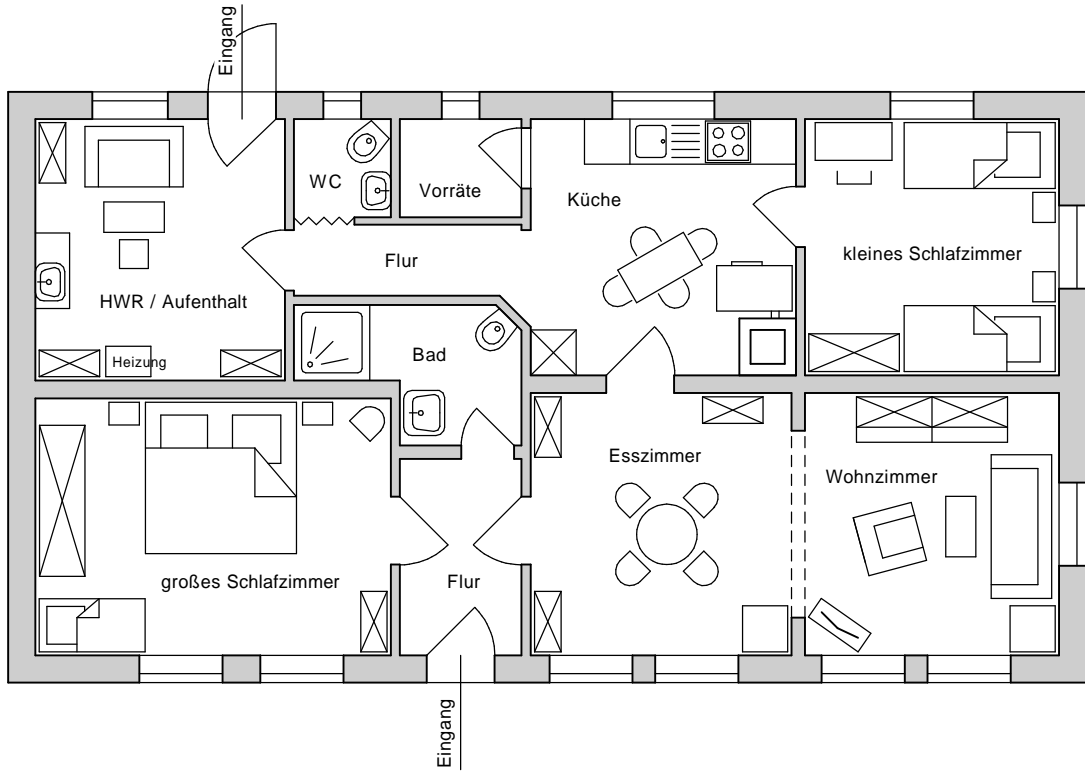 Eingang
WC
Vorräte
Küche
Flur
kleines Schlafzimmer
HWR / Aufenthalt
Heizung
Bad
Esszimmer
Wohnzimmer
großes Schlafzimmer
Flur
Eingang